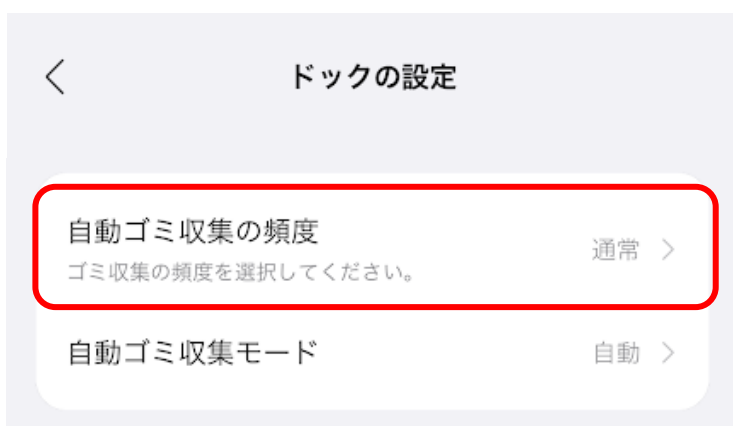 ドックの設定
自動ゴミ収集の頻度
通常
ゴミ収集の頻度を選択してください。
自動ゴミ収集モード
自動